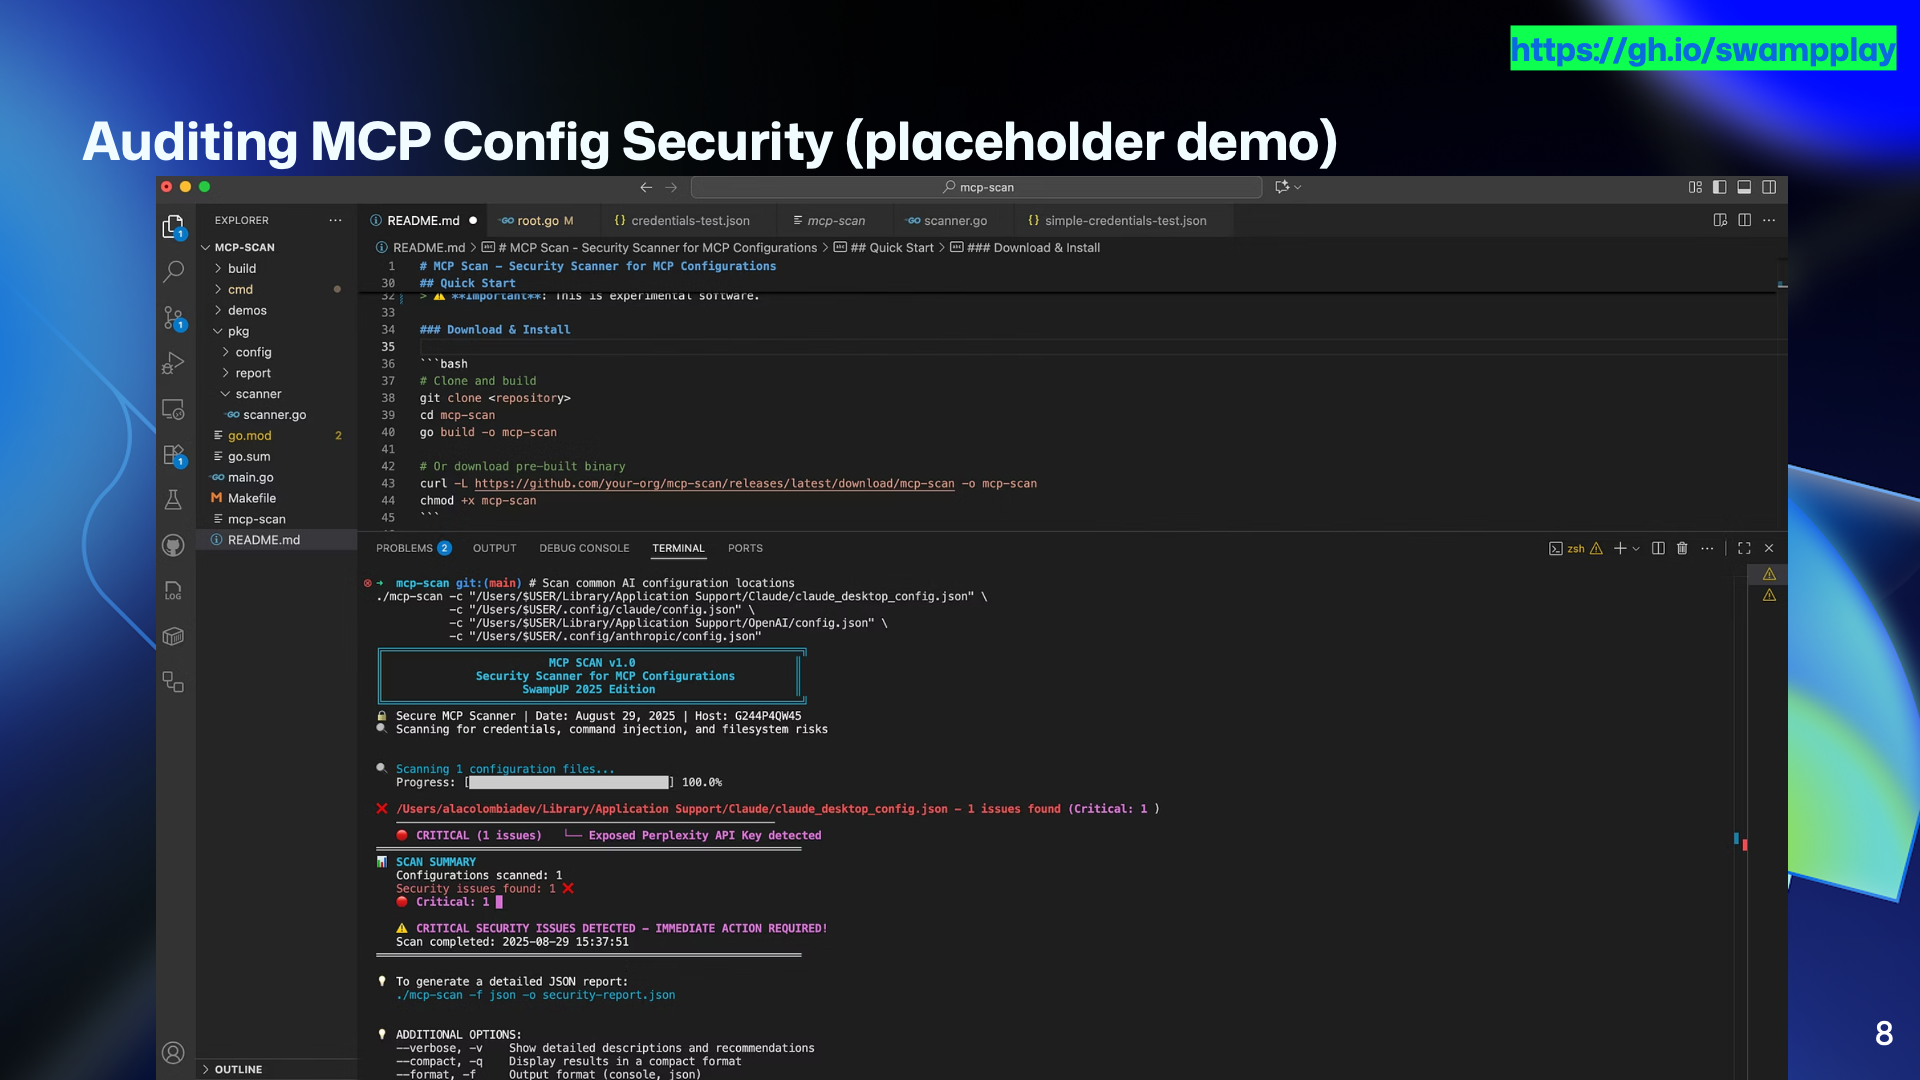 https://gh.io/swampplay
Auditing MCP Config Security (placeholder demo)
mcp-scan
EXPLORER
MCP-SCAN
build
cmd
demos
pkg
config
report
scanner
scanner.go
go.mod 2
go.sum
main.go
Makefile
mcp-scan
README.md
OUTLINE
README.md root.go M {} credentials-test.json mcp-scan scanner.go {} simple-credentials-test.json
README.md > # MCP Scan - Security Scanner for MCP Configurations > ## Quick Start > ### Download & Install
1 # MCP Scan - Security Scanner for MCP Configurations
30 ## Quick Start
32 > ⚠️ **Important**: This is experimental software.
33
34 ### Download & Install
35
36 ```bash
37 # Clone and build
38 git clone <repository>
39 cd mcp-scan
40 go build -o mcp-scan
41
42 # Or download pre-built binary
43 curl -L https://github.com/your-org/mcp-scan/releases/latest/download/mcp-scan -o mcp-scan
44 chmod +x mcp-scan
45 ```
PROBLEMS 2 OUTPUT DEBUG CONSOLE TERMINAL PORTS
zsh
mcp-scan git:(main) # Scan common AI configuration locations
./mcp-scan -c "/Users/$USER/Library/Application Support/Claude/claude_desktop_config.json" \
-c "/Users/$USER/.config/claude/config.json" \
-c "/Users/$USER/Library/Application Support/OpenAI/config.json" \
-c "/Users/$USER/.config/anthropic/config.json"
MCP SCAN v1.0
Security Scanner for MCP Configurations
SwampUP 2025 Edition
🔒 Secure MCP Scanner | Date: August 29, 2025 | Host: G244P4QW45
🔍 Scanning for credentials, command injection, and filesystem risks
🔍 Scanning 1 configuration files...
Progress: [ ] 100.0%
❌ /Users/alacolombiadev/Library/Application Support/Claude/claude_desktop_config.json - 1 issues found (Critical: 1 )
🔴 CRITICAL (1 issues) └─ Exposed Perplexity API Key detected
📊 SCAN SUMMARY
Configurations scanned: 1
Security issues found: 1 ❌
🔴 Critical: 1
⚠️ CRITICAL SECURITY ISSUES DETECTED - IMMEDIATE ACTION REQUIRED!
Scan completed: 2025-08-29 15:37:51
💡 To generate a detailed JSON report:
./mcp-scan -f json -o security-report.json
💡 ADDITIONAL OPTIONS:
--verbose, -v Show detailed descriptions and recommendations
--compact, -q Display results in a compact format
--format, -f Output format (console, json)
8